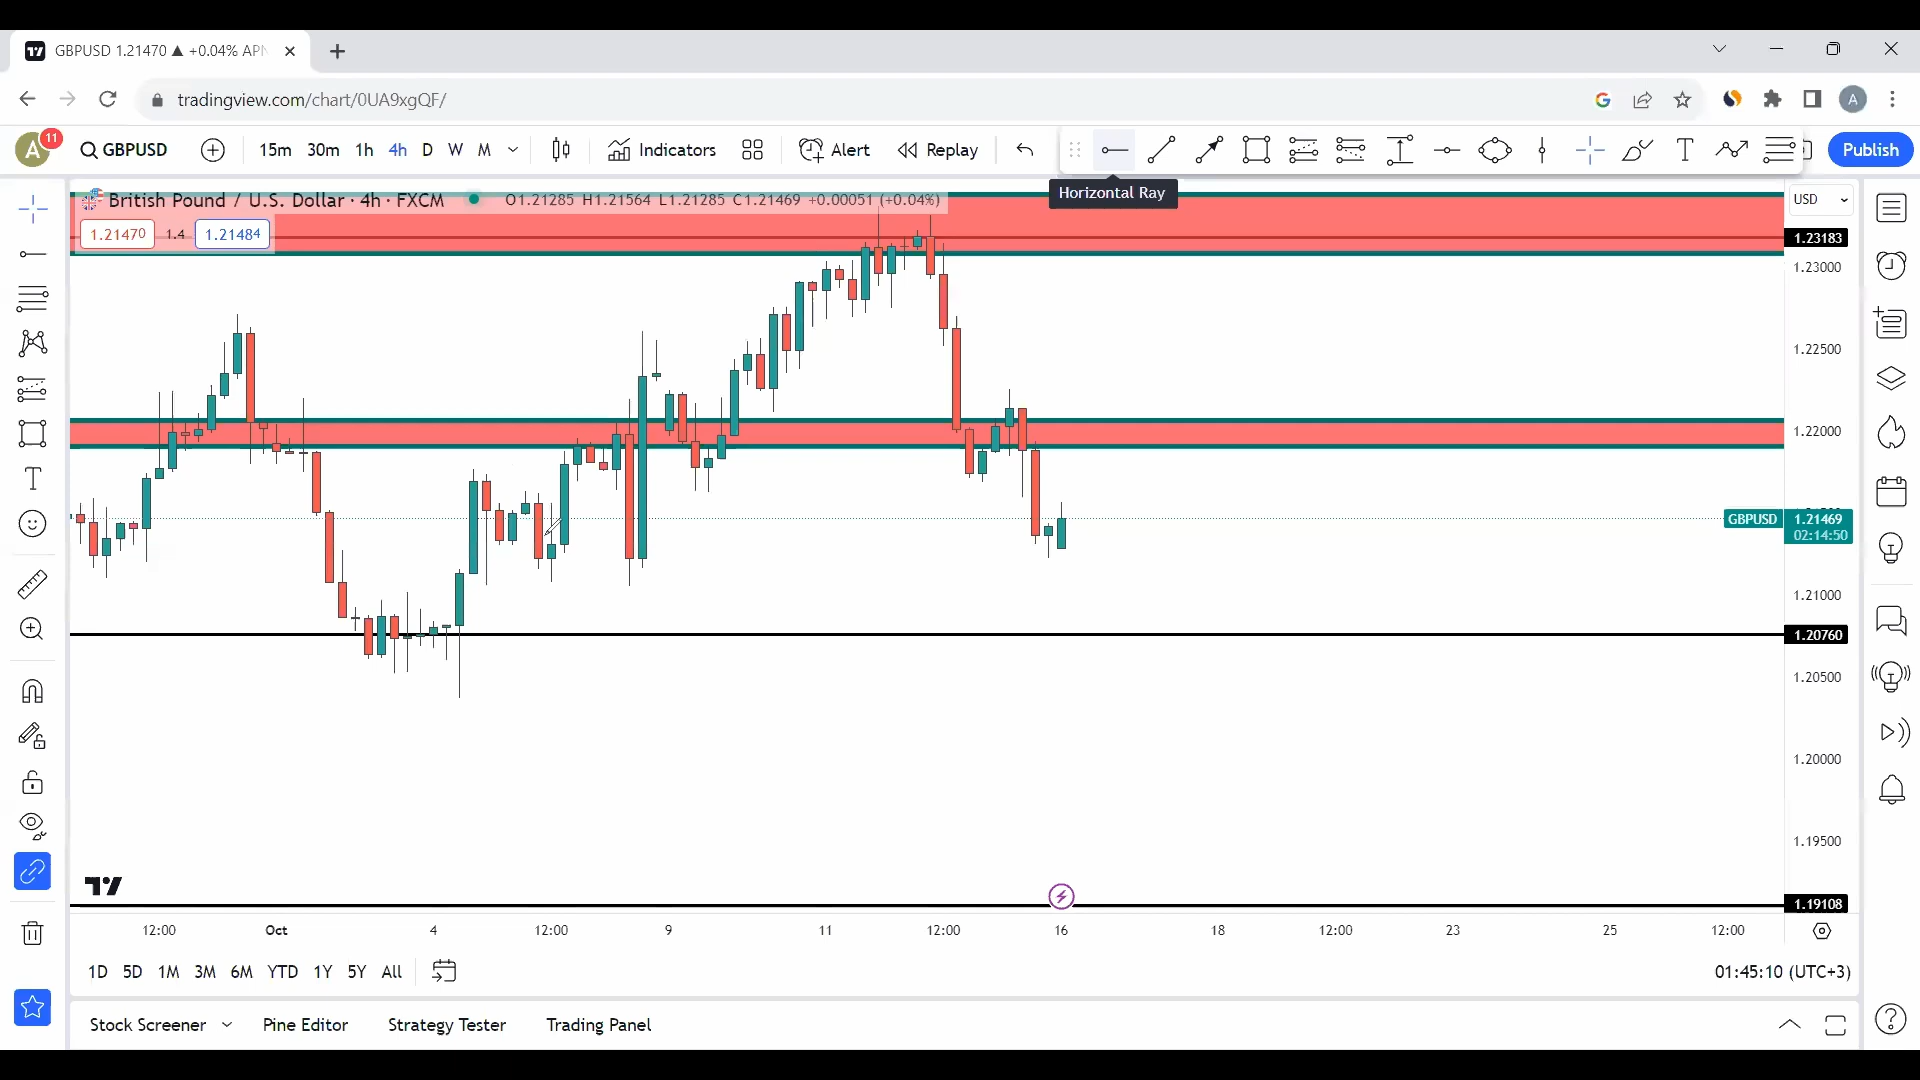 GBPUSD 1.21470 ▲ +0.04% APR
tradingview.com/chart/0UA9xgQF/
A
A
11
GBPUSD
15m 30m 1h 4h D W M
Indicators
Alert
Replay
Publish
Horizontal Ray
British Pound / U.S. Dollar · 4h · FXCM
O1.21285 H1.21564 L1.21285 C1.21469 +0.00051 (+0.04%)
USD
1.21470 1.4 1.21484
1.23183
1.23000
1.22500
1.22000
GBPUSD 1.21469
02:14:50
1.21000
1.20760
1.20500
1.20000
1.19500
1.19108
12:00 Oct 4 12:00 9 11 12:00 16 18 12:00 23 25 12:00
1D 5D 1M 3M 6M YTD 1Y 5Y All
01:45:10 (UTC+3)
Stock Screener Pine Editor Strategy Tester Trading Panel